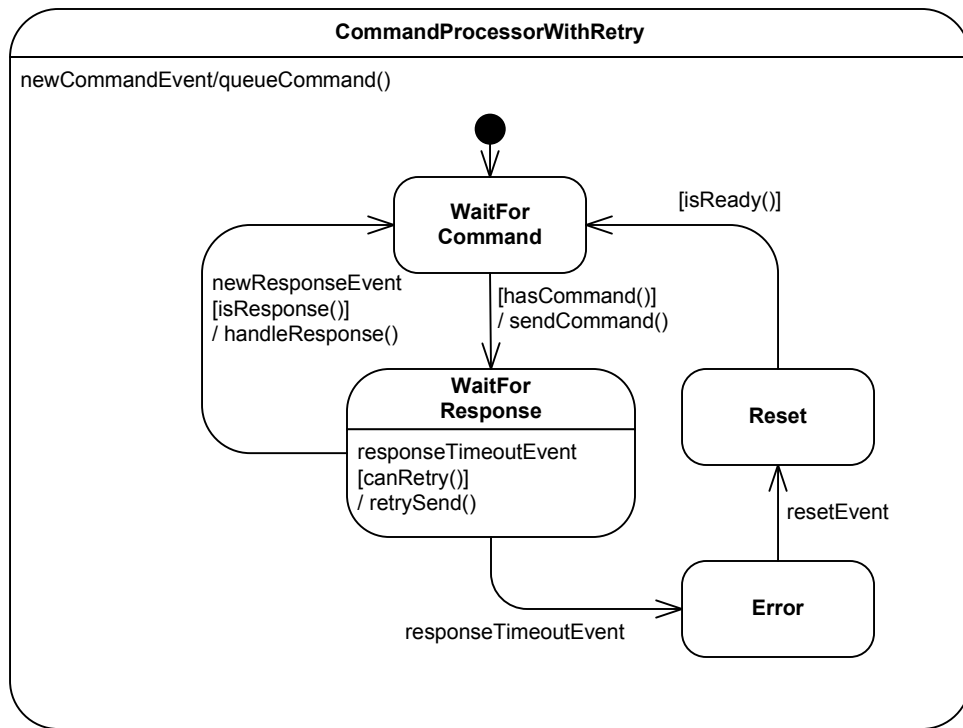 CommandProcessorWithRetry
newCommandEvent/queueCommand()
WaitFor
Command
[isReady()]
newResponseEvent
[isResponse()]
/ handleResponse()
[hasCommand()]
/ sendCommand()
WaitFor
Response
responseTimeoutEvent
[canRetry()]
/ retrySend()
Reset
resetEvent
Error
responseTimeoutEvent